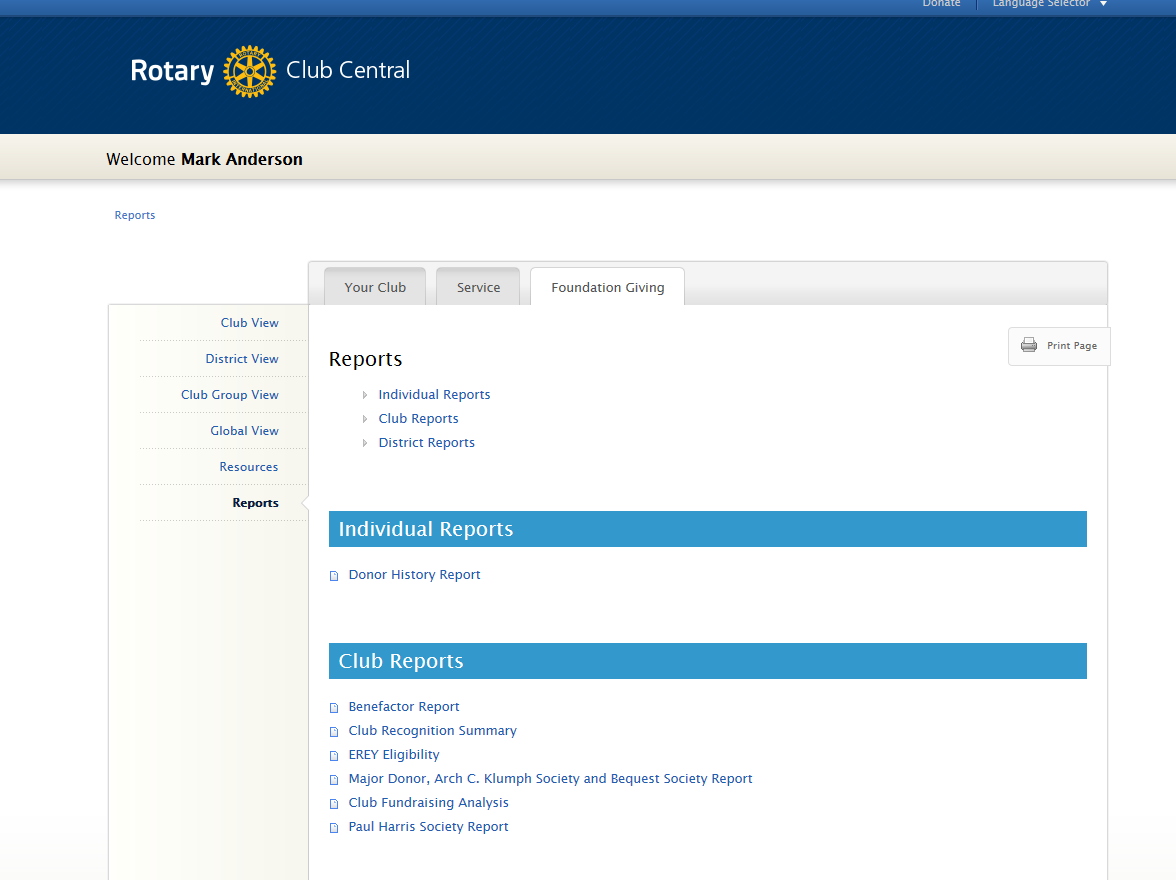 Donate
Language Selector
Rotary
Club Central
Welcome Mark Anderson
Reports
Your Club
Service
Foundation Giving
Club View
District View
Club Group View
Global View
Resources
Reports
Print Page
Reports
Individual Reports
Club Reports
District Reports
Individual Reports
Donor History Report
Club Reports
Benefactor Report
Club Recognition Summary
EREY Eligibility
Major Donor, Arch C. Klumph Society and Bequest Society Report
Club Fundraising Analysis
Paul Harris Society Report